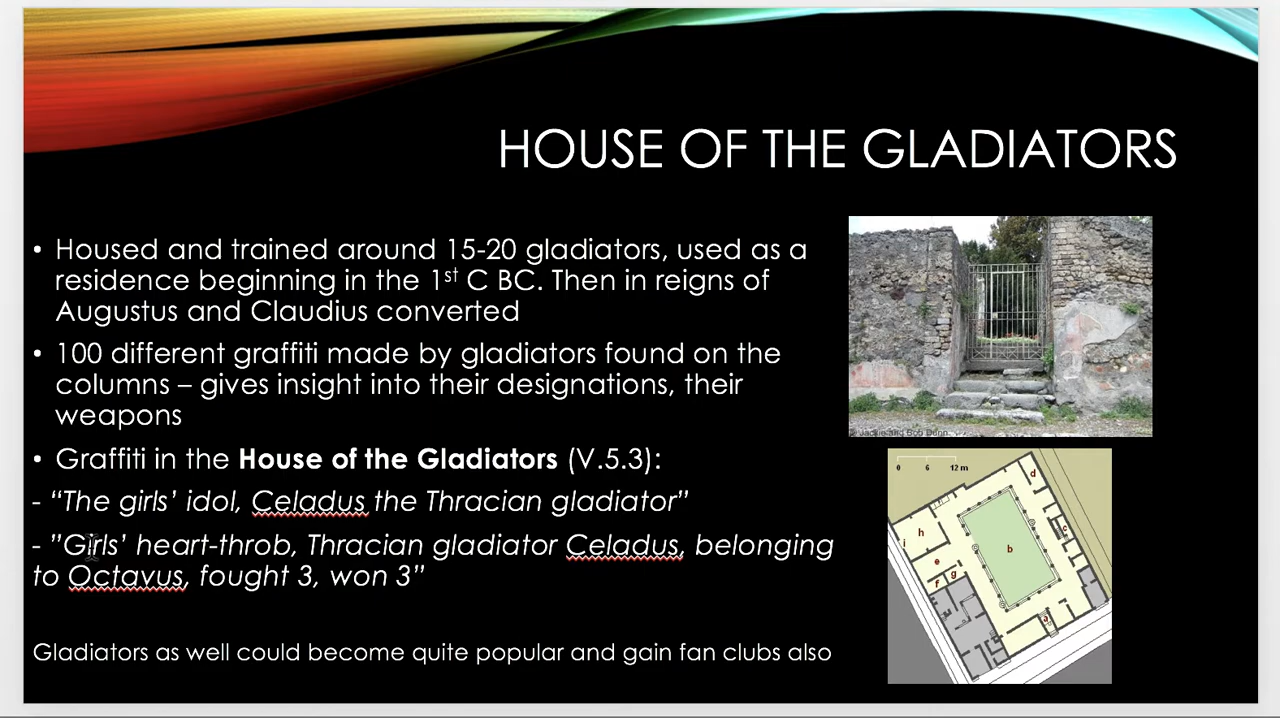 HOUSE OF THE GLADIATORS
• Housed and trained around 15-20 gladiators, used as a
residence beginning in the 1st C BC. Then in reigns of
Augustus and Claudius converted
• 100 different graffiti made by gladiators found on the
columns – gives insight into their designations, their
weapons
• Graffiti in the House of the Gladiators (V.5.3):
- “The girls’ idol, Celadus the Thracian gladiator”
- ”Girls’ heart-throb, Thracian gladiator Celadus, belonging
to Octavus, fought 3, won 3”
Gladiators as well could become quite popular and gain fan clubs also
© Jackie and Bob Dunn
0 6 12 m
d
c
h
i
b
e
f
g
a